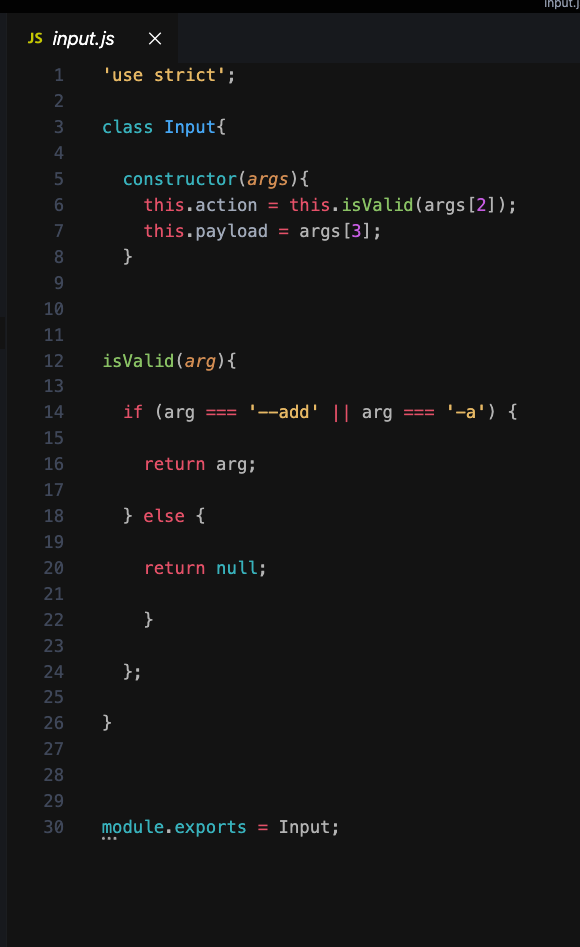 input.j
JS input.js ×
1 'use strict';
2
3 class Input{
4
5   constructor(args){
6     this.action = this.isValid(args[2]);
7     this.payload = args[3];
8   }
9
10
11
12 isValid(arg){
13
14   if (arg === '--add' || arg === '-a') {
15
16     return arg;
17
18   } else {
19
20     return null;
21
22     }
23
24   };
25
26 }
27
28
29
30 module.exports = Input;